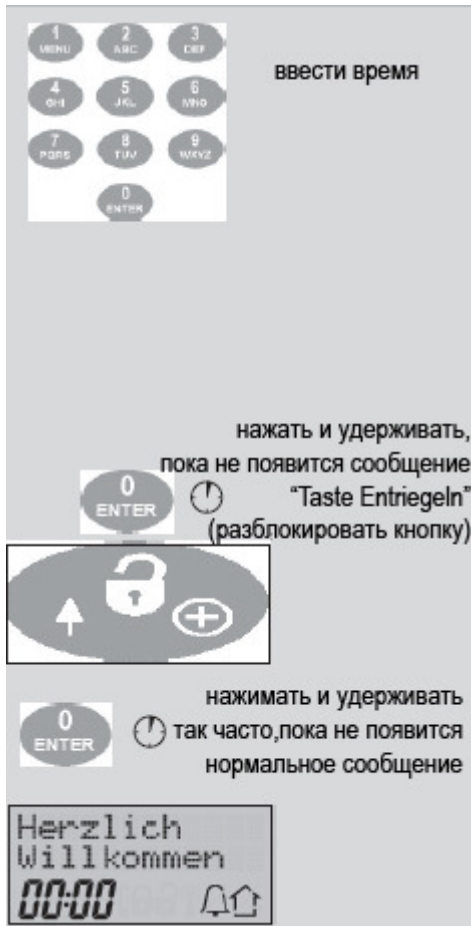 1 2 3
MENU ABC DEF
ввести время
4 5 6
GHI JKL MNO
7 8 9
PQRS TUV WXYZ
0
ENTER
нажать и удерживать,
пока не появится сообщение
0
ENTER
“Taste Entriegeln”
(разблокировать кнопку)
нажимать и удерживать
0
ENTER
так часто,пока не появится
нормальное сообщение
Herzlich
Willkommen
00:00